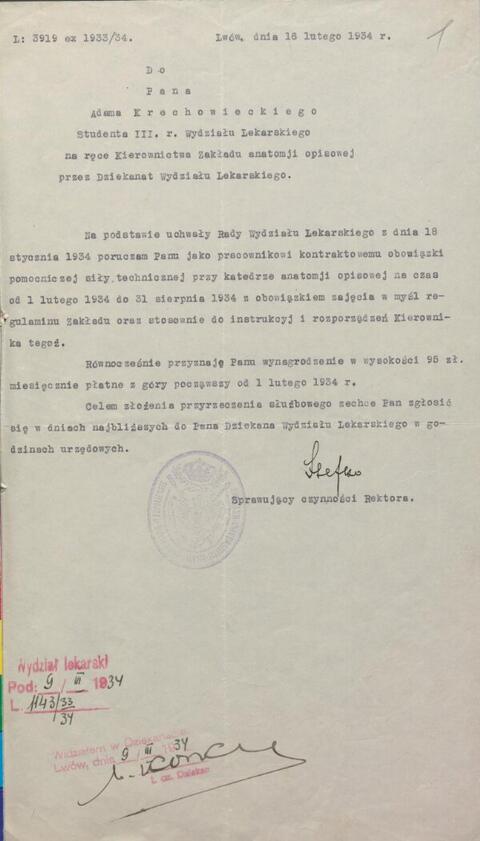 L: 3919 ex 1933/34. Lwów, dnia 16 lutego 1934 r.
1
Do
Pana
Adama Krechowieckiego
Studenta III. r. Wydziału Lekarskiego
na ręce Kierownictwa Zakładu anatomji opisowej
przez Dziekanat Wydziału Lekarskiego.
Na podstawie uchwały Rady Wydziału Lekarskiego z dnia 18
stycznia 1934 poruczam Panu jako pracownikowi kontraktowemu obowiązki
pomocniczej siły technicznej przy katedrze anatomji opisowej na czas
od 1 lutego 1934 do 31 sierpnia 1934 z obowiązkiem zajęcia w myśl re-
gulaminu Zakładu oraz stosownie do instrukcyj i rozporządzeń Kierowni-
ka tegoż.
Równocześnie przyznaję Panu wynagrodzenie w wysokości 95 zł.
miesięcznie płatne z góry począwszy od 1 lutego 1934 r.
Celem złożenia przyrzeczenia służbowego zechce Pan zgłosić
się w dniach najbliższych do Pana Dziekana Wydziału Lekarskiego w go-
dzinach urzędowych.
Sprawujący czynności Rektora.
Wydział lekarski
Pod: 9/III 1934
L. 1143/33
/34
Widziałem w Dziekanacie
Lwów, dnia 9/III 1934